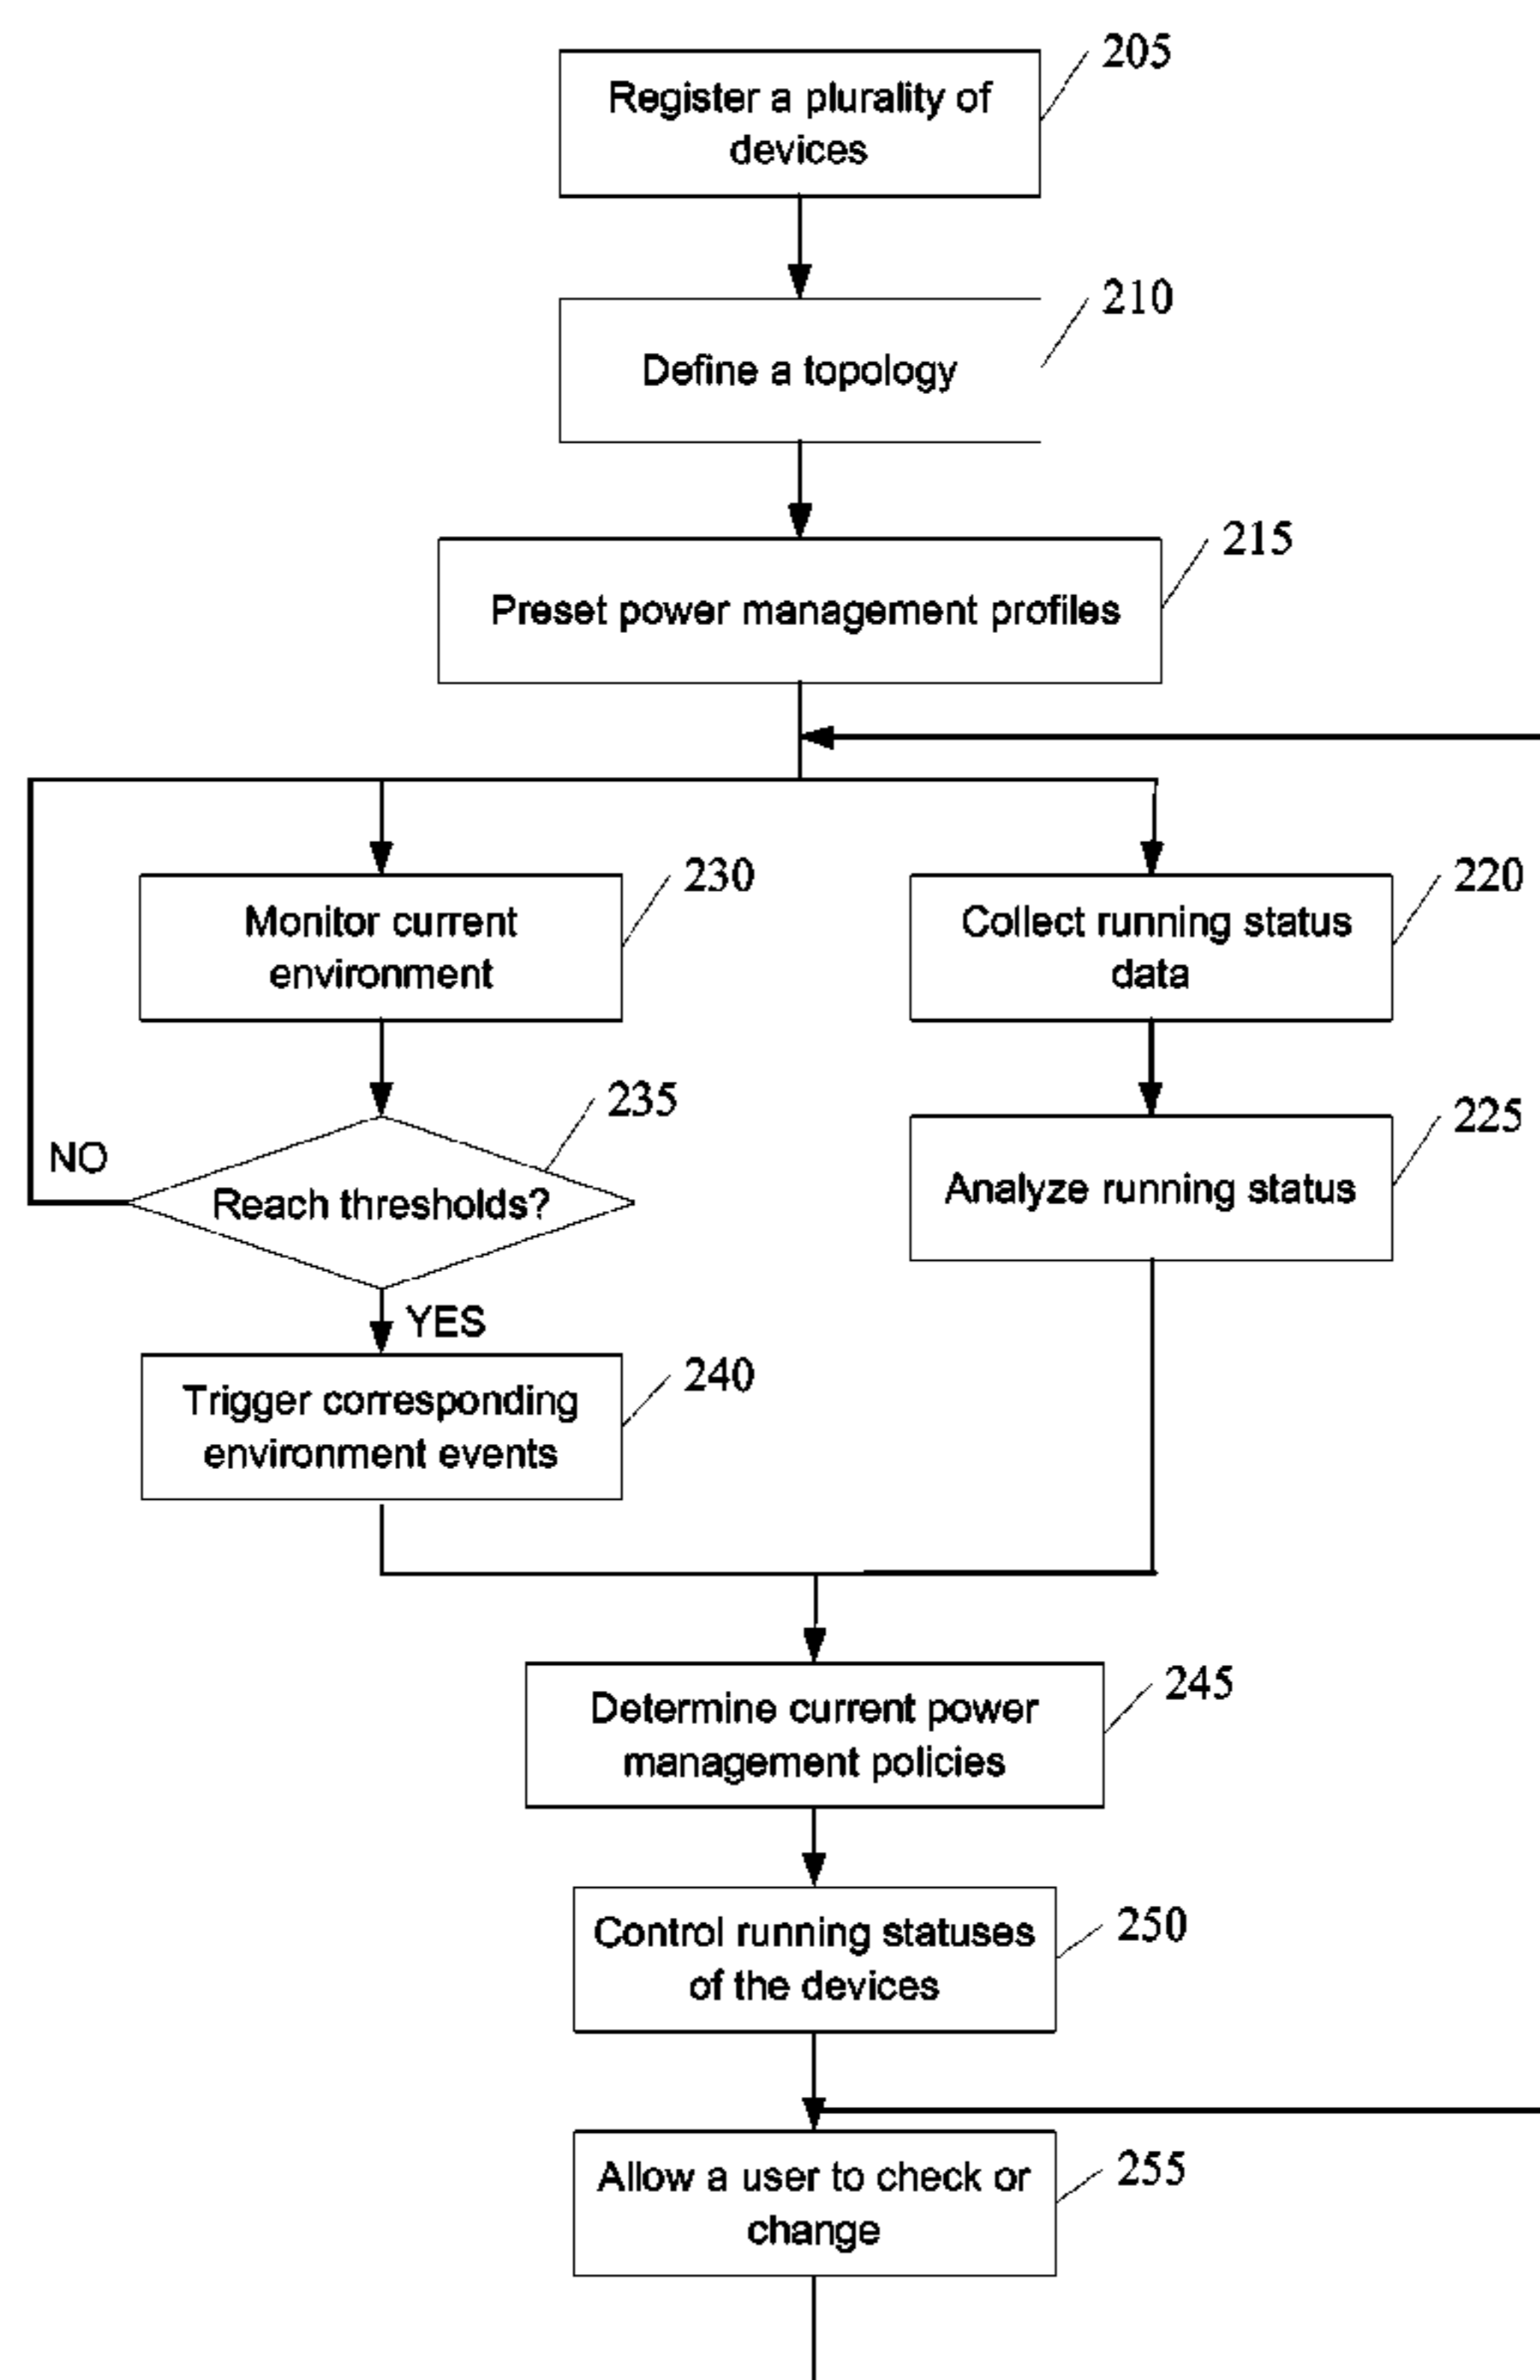 205
Register a plurality of
devices
210
Define a topology
215
Preset power management profiles
230
Monitor current
environment
220
Collect running status
data
235
NO
Reach thresholds?
225
Analyze running status
YES
240
Trigger corresponding
environment events
245
Determine current power
management policies
250
Control running statuses
of the devices
255
Allow a user to check or
change